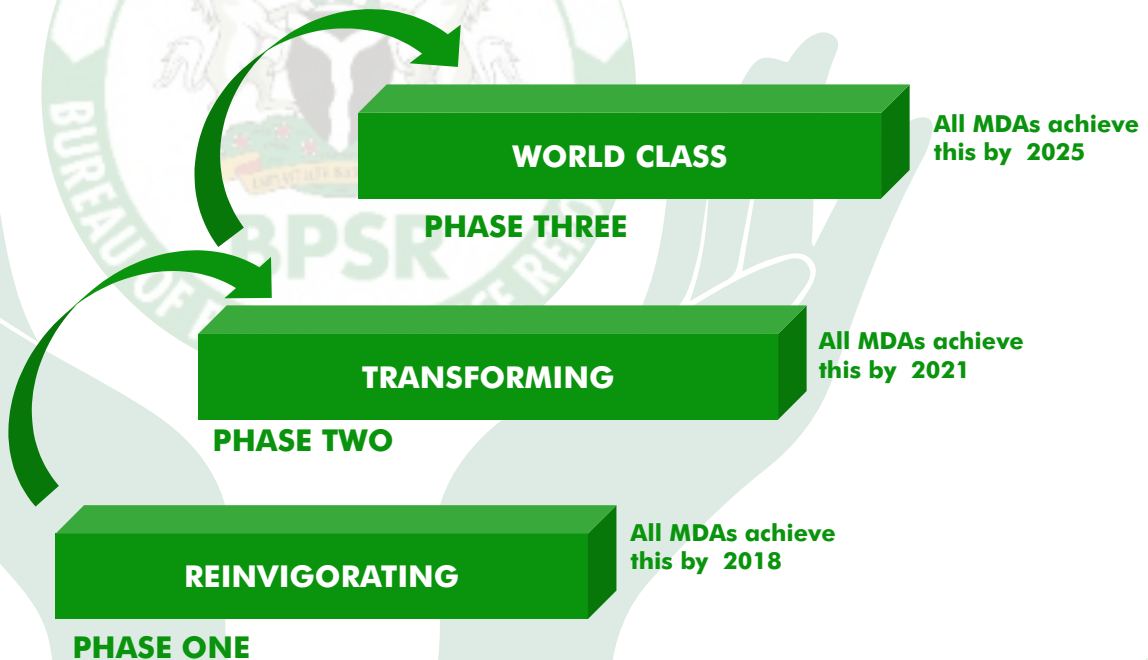 WORLD CLASS
All MDAs achieve
this by 2025
PHASE THREE
BPSR
TRANSFORMING
All MDAs achieve
this by 2021
PHASE TWO
REINVIGORATING
All MDAs achieve
this by 2018
PHASE ONE